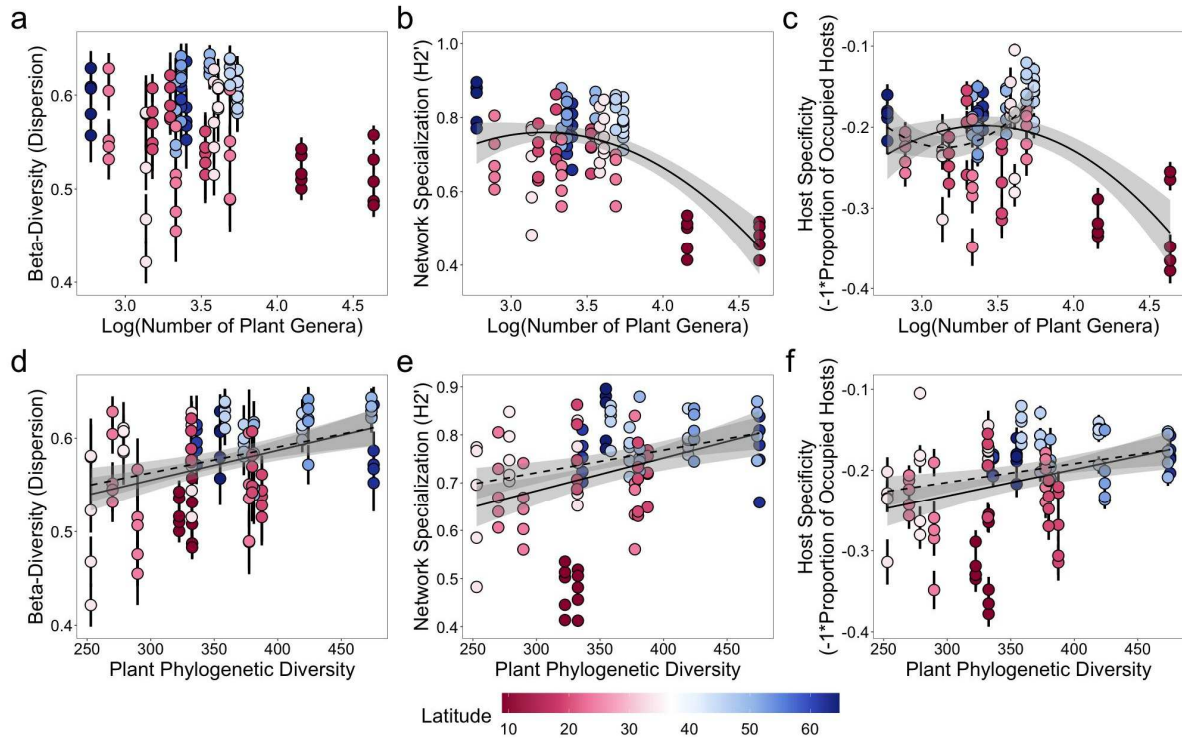 a
Beta-Diversity (Dispersion)
0.6
0.5
0.4
3.0 3.5 4.0 4.5
Log(Number of Plant Genera)
b
Network Specialization (H2')
1.0
0.8
0.6
0.4
3.0 3.5 4.0 4.5
Log(Number of Plant Genera)
c
Host Specificity
(-1*Proportion of Occupied Hosts)
-0.1
-0.2
-0.3
-0.4
3.0 3.5 4.0 4.5
Log(Number of Plant Genera)
d
Beta-Diversity (Dispersion)
0.6
0.5
0.4
250 300 350 400 450
Plant Phylogenetic Diversity
e
Network Specialization (H2')
0.9
0.8
0.7
0.6
0.5
0.4
250 300 350 400 450
Plant Phylogenetic Diversity
f
Host Specificity
(-1*Proportion of Occupied Hosts)
-0.1
-0.2
-0.3
-0.4
250 300 350 400 450
Plant Phylogenetic Diversity
Latitude
10 20 30 40 50 60